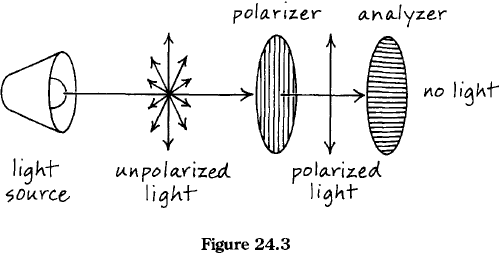 polarizer
analyzer
no light
light
source
unpolarized
light
polarized
light
Figure 24.3